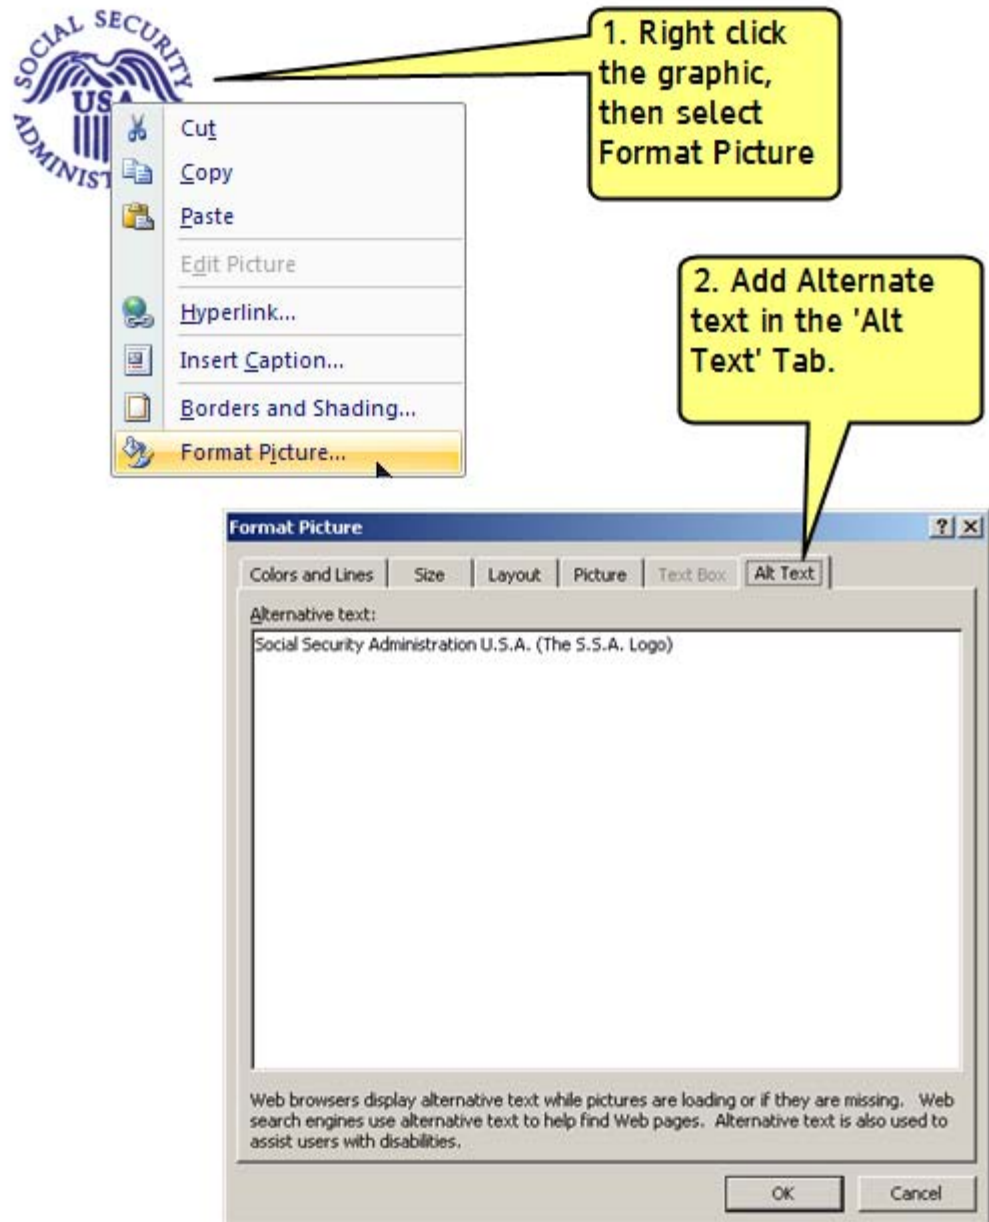 SOCIAL SECURITY
USA
1. Right click
the graphic,
then select
Format Picture
Cut
Copy
Paste
Edit Picture
Hyperlink...
Insert Caption...
Borders and Shading...
Format Picture...
2. Add Alternate
text in the 'Alt
Text' Tab.
Format Picture
Colors and Lines Size Layout Picture Text Box Alt Text
Alternative text:
Social Security Administration U.S.A. (The S.S.A. Logo)
Web browsers display alternative text while pictures are loading or if they are missing. Web
search engines use alternative text to help find Web pages. Alternative text is also used to
assist users with disabilities.
OK Cancel